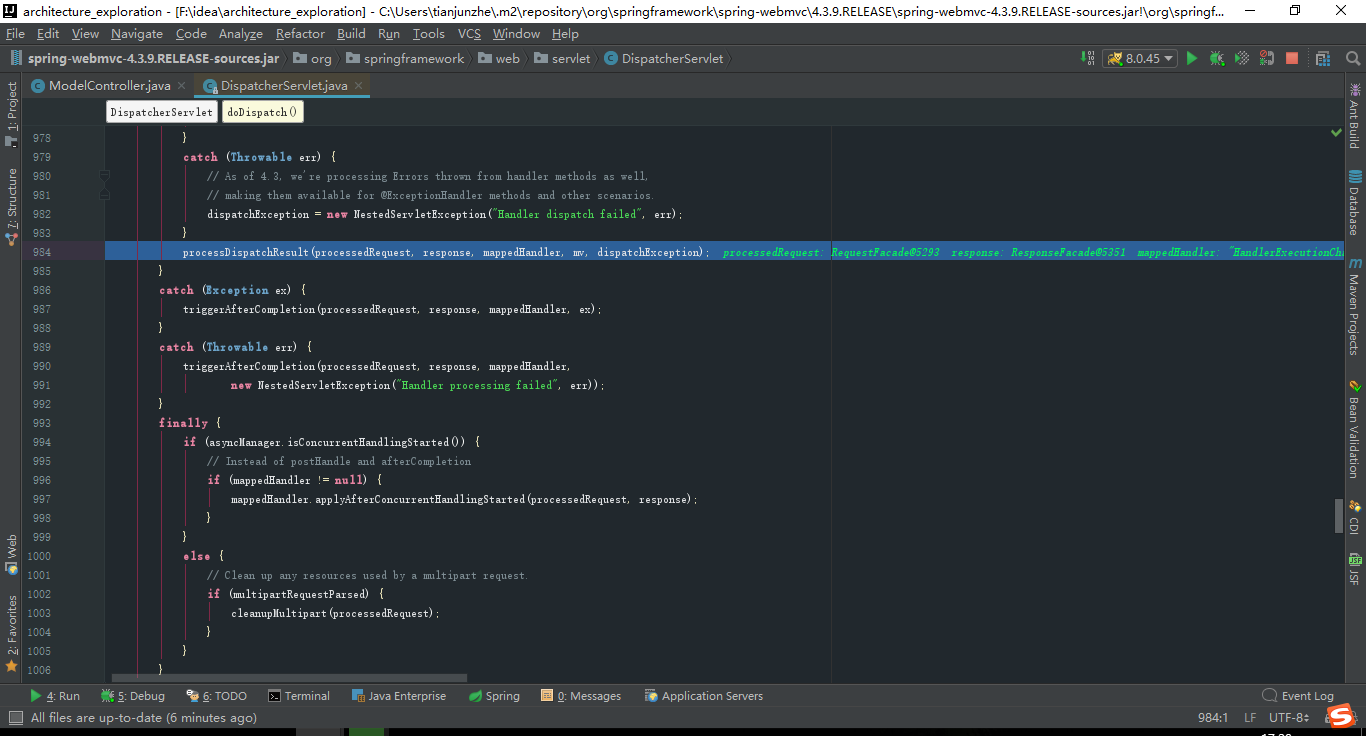 architecture_exploration - [F:\idea\architecture_exploration] - C:\Users\tianjunzhe\.m2\repository\org\springframework\spring-webmvc\4.3.9.RELEASE\spring-webmvc-4.3.9.RELEASE-sources.jar!\org\springf...
File Edit View Navigate Code Analyze Refactor Build Run Tools VCS Window Help
spring-webmvc-4.3.9.RELEASE-sources.jar org springframework web servlet DispatcherServlet 8.0.45
ModelController.java DispatcherServlet.java
DispatcherServlet doDispatch()
978 }
979 catch (Throwable err) {
980 // As of 4.3, we're processing Errors thrown from handler methods as well,
981 // making them available for @ExceptionHandler methods and other scenarios.
982 dispatchException = new NestedServletException("Handler dispatch failed", err);
983 }
984 processDispatchResult(processedRequest, response, mappedHandler, mv, dispatchException); processedRequest: RequestFacade@5293 response: ResponseFacade@5351 mappedHandler: "HandlerExecutionCh
985 }
986 catch (Exception ex) {
987 triggerAfterCompletion(processedRequest, response, mappedHandler, ex);
988 }
989 catch (Throwable err) {
990 triggerAfterCompletion(processedRequest, response, mappedHandler,
991 new NestedServletException("Handler processing failed", err));
992 }
993 finally {
994 if (asyncManager.isConcurrentHandlingStarted()) {
995 // Instead of postHandle and afterCompletion
996 if (mappedHandler != null) {
997 mappedHandler.applyAfterConcurrentHandlingStarted(processedRequest, response);
998 }
999 }
1000 else {
1001 // Clean up any resources used by a multipart request.
1002 if (multipartRequestParsed) {
1003 cleanupMultipart(processedRequest);
1004 }
1005 }
1006 }
1: Project
7: Structure
Web
2: Favorites
Ant Build
Database
Maven Projects
Bean Validation
CDI
JSF
4: Run 5: Debug 6: TODO Terminal Java Enterprise Spring 0: Messages Application Servers Event Log
All files are up-to-date (6 minutes ago) 984:1 LF UTF-8